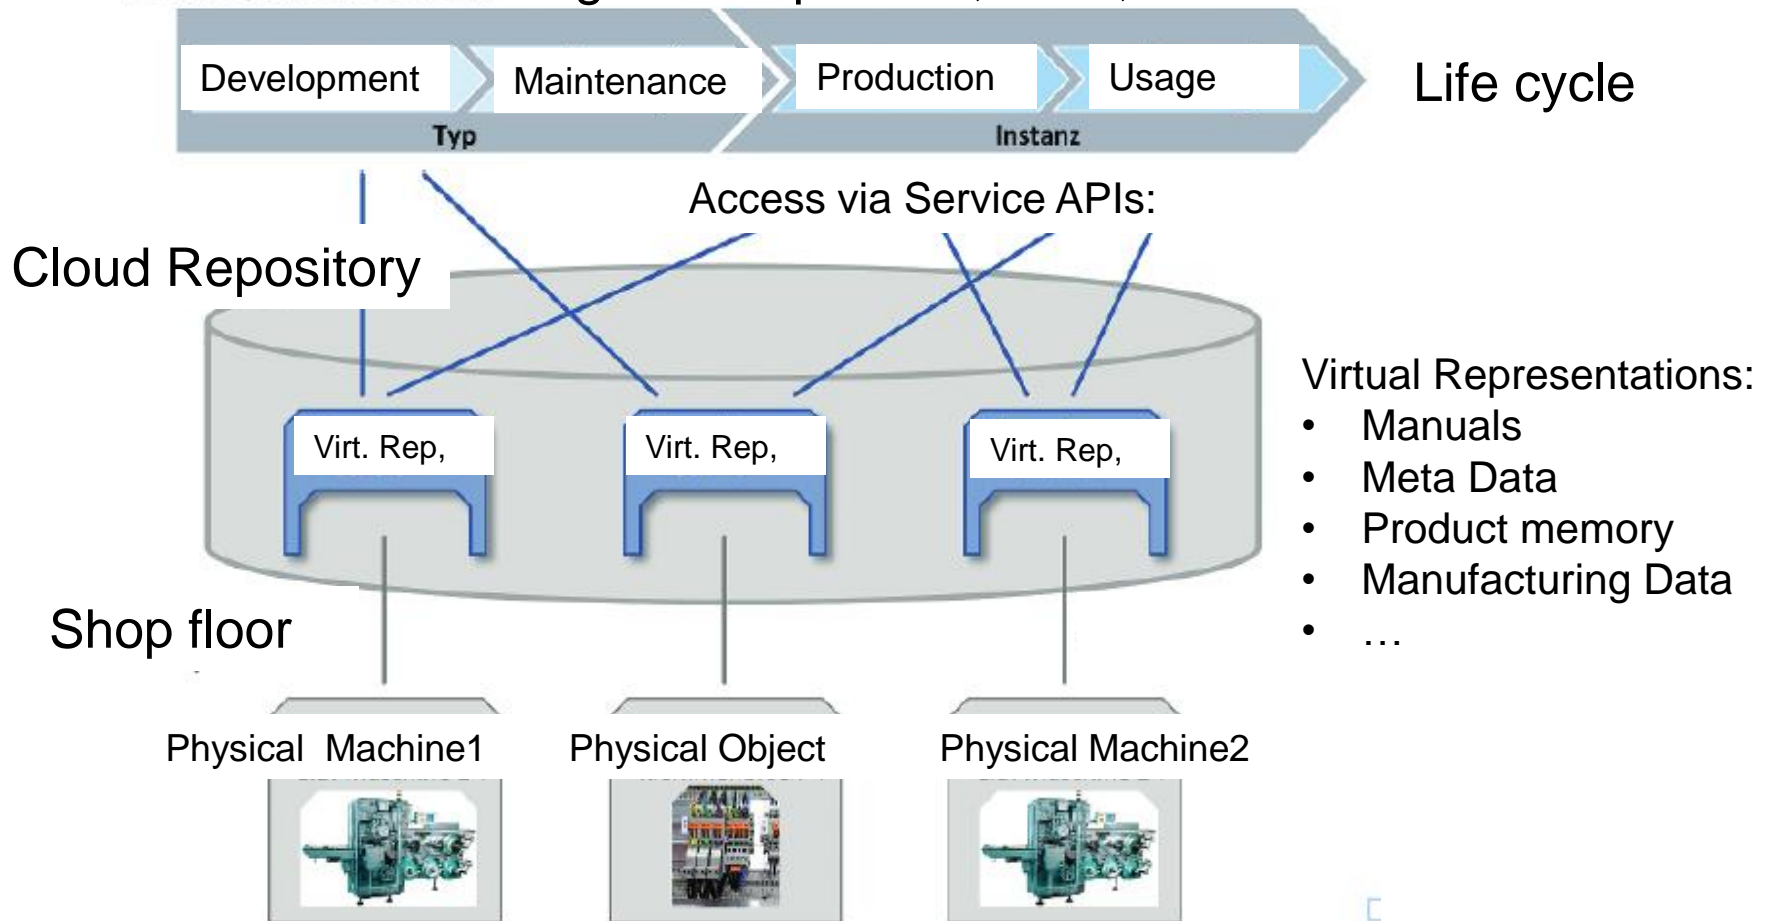 Development
Maintenance
Production
Usage
Life cycle
Typ
Instanz
Access via Service APIs:
Cloud Repository
Virtual Representations:
• Manuals
• Meta Data
• Product memory
• Manufacturing Data
• …
Virt. Rep,
Virt. Rep,
Virt. Rep,
Shop floor
Physical Machine1
Physical Object
Physical Machine2